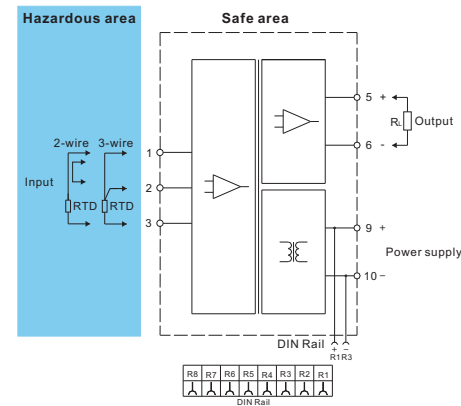 Hazardous area
Safe area
2-wire 3-wire
Input
RTD RTD
1
2
3
5 +
RL Output
6 -
9 +
Power supply
10 −
DIN Rail
+ −
R1 R3
R8 R7 R6 R5 R4 R3 R2 R1
DIN Rail